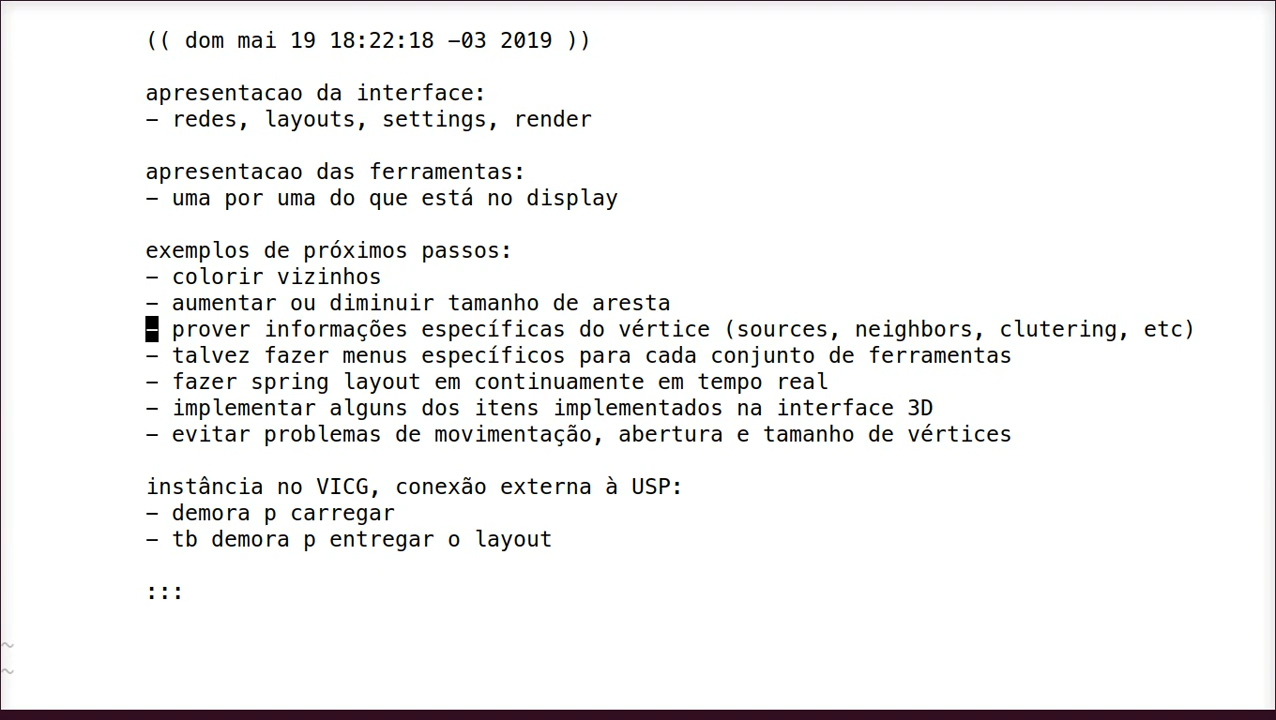 (( dom mai 19 18:22:18 -03 2019 ))
apresentacao da interface:
- redes, layouts, settings, render
apresentacao das ferramentas:
- uma por uma do que está no display
exemplos de próximos passos:
- colorir vizinhos
- aumentar ou diminuir tamanho de aresta
- prover informações específicas do vértice (sources, neighbors, clutering, etc)
- talvez fazer menus específicos para cada conjunto de ferramentas
- fazer spring layout em continuamente em tempo real
- implementar alguns dos itens implementados na interface 3D
- evitar problemas de movimentação, abertura e tamanho de vértices
instância no VICG, conexão externa à USP:
- demora p carregar
- tb demora p entregar o layout
:::
~
~